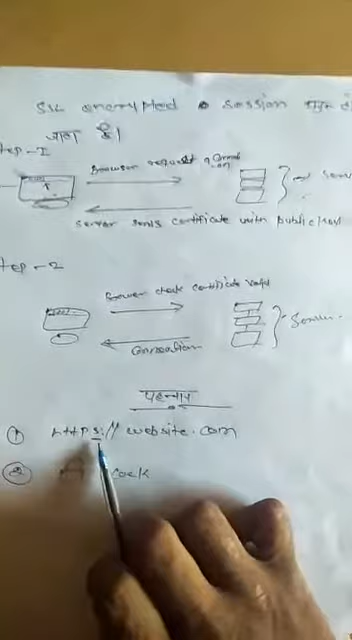 SSL encrypted • session शुरू
जाता है।
Step-I
Browser request
server sends certificate with public key
Step-2
Browser check certificate valid
Server
Connection
पहचान
① https:// website.com
② Lock